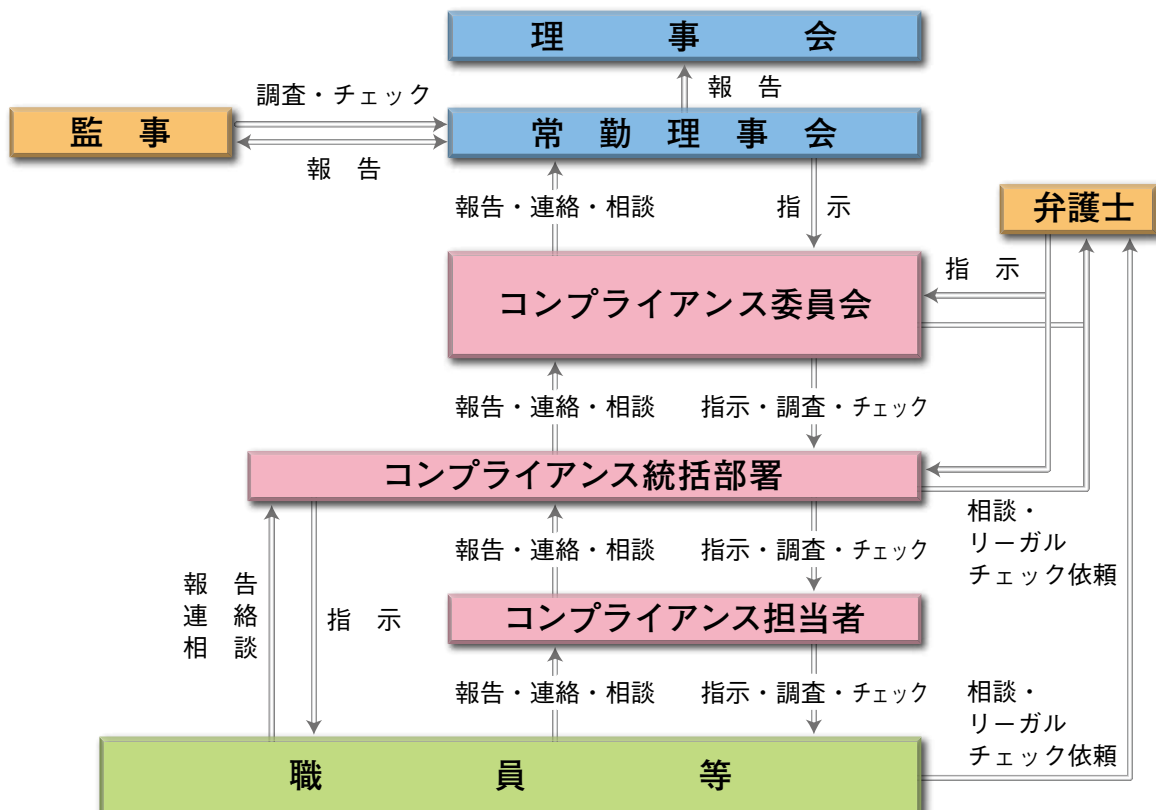 理事会
報告
調査・チェック
監事
常勤理事会
報告
報告・連絡・相談
指示
弁護士
指示
コンプライアンス委員会
報告・連絡・相談
指示・調査・チェック
コンプライアンス統括部署
相談・
リーガル
チェック依頼
報告・連絡・相談
指示・調査・チェック
報告
連絡
相談
指示
コンプライアンス担当者
報告・連絡・相談
指示・調査・チェック
相談・
リーガル
チェック依頼
職員等